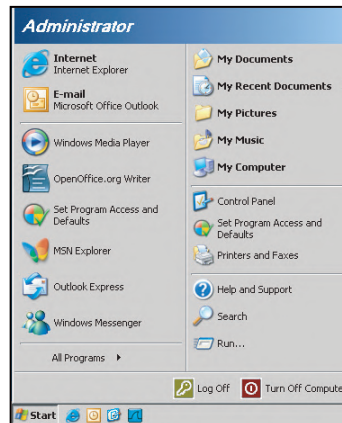 Administrator
Internet
Internet Explorer
E-mail
Microsoft Office Outlook
Windows Media Player
OpenOffice.org Writer
Set Program Access and
Defaults
MSN Explorer
Outlook Express
Windows Messenger
All Programs
My Documents
My Recent Documents
My Pictures
My Music
My Computer
Control Panel
Set Program Access and
Defaults
Printers and Faxes
Help and Support
Search
Run...
Log Off
Turn Off Compute
Start